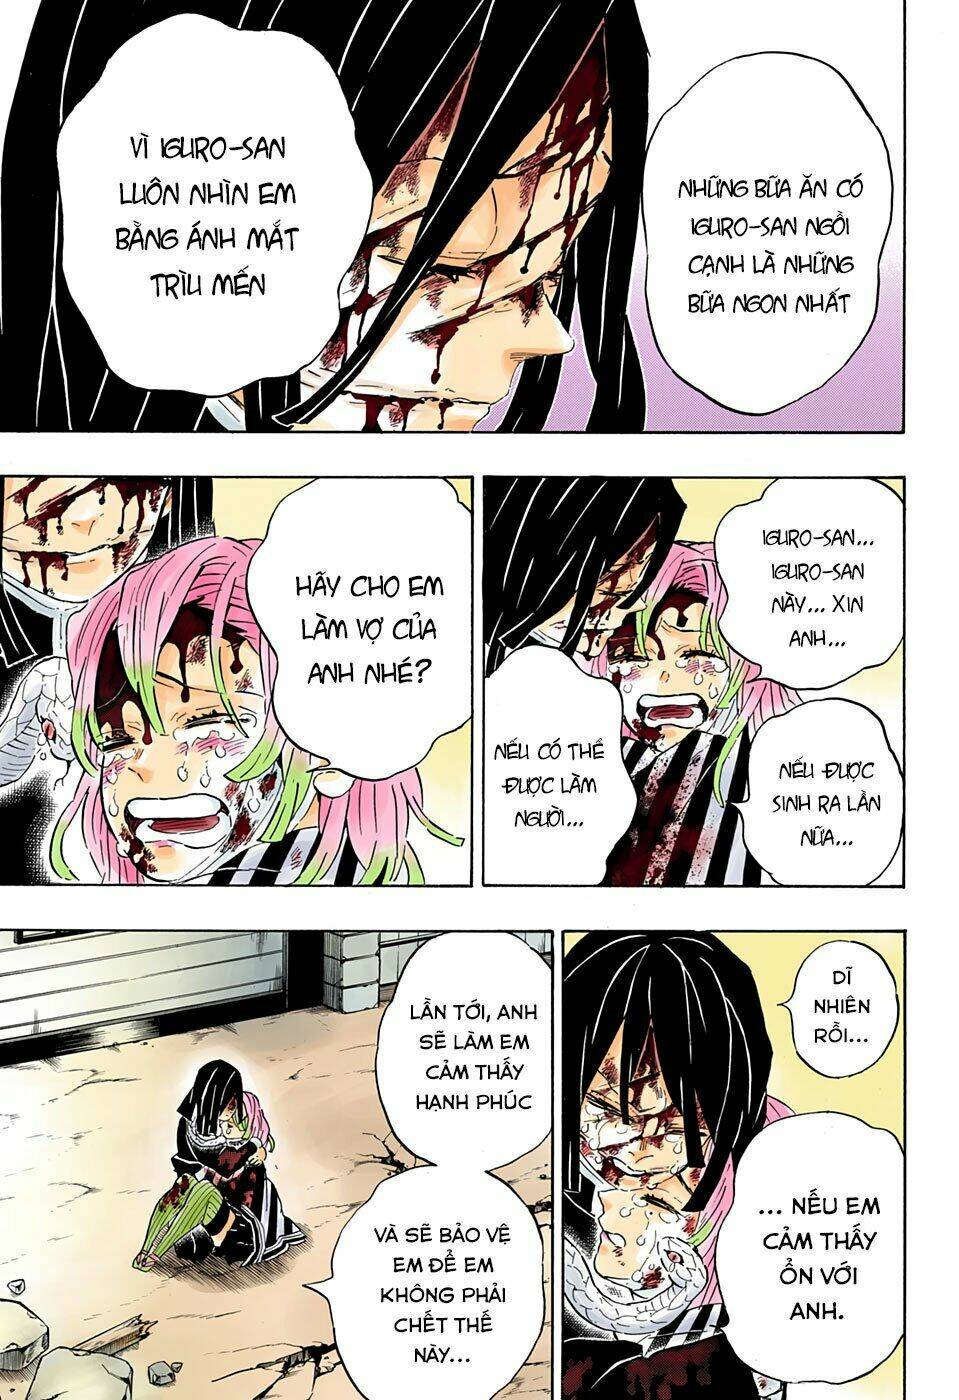 NHỮNG BỮA ĂN CÓ
IGURO-SAN NGỒI
CẠNH LÀ NHỮNG
BỮA NGON NHẤT
VÌ IGURO-SAN
LUÔN NHÌN EM
BẰNG ÁNH MẮT
TRÌU MẾN
IGURO-SAN...
IGURO-SAN
NÀY... XIN
ANH...
NẾU ĐƯỢC
SINH RA LẦN
NỮA...
NẾU CÓ THỂ
ĐƯỢC LÀM
NGƯỜI...
HÃY CHO EM
LÀM VỢ CỦA
ANH NHÉ?
DĨ
NHIÊN
RỒI...
... NẾU EM
CẢM THẤY
ỔN VỚI
ANH.
LẦN TỚI, ANH
SẼ LÀM EM
CẢM THẤY
HẠNH PHÚC
VÀ SẼ BẢO VỆ
EM ĐỂ EM
KHÔNG PHẢI
CHẾT THẾ
NÀY...